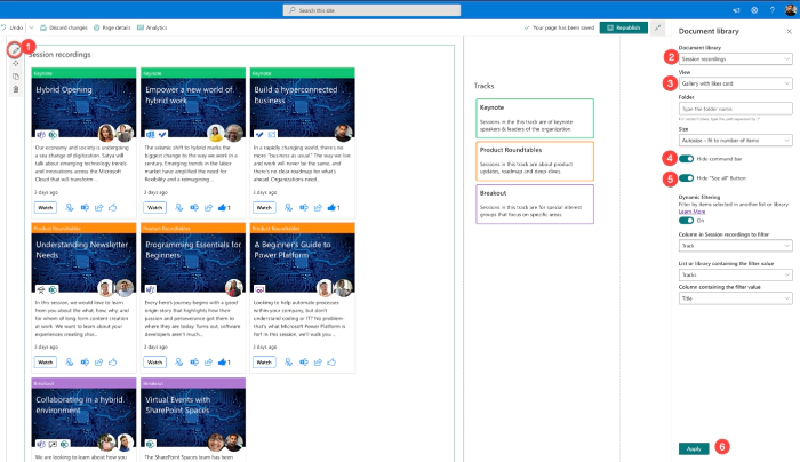 Search this site
Undo
Discard changes
Page details
Analytics
Your page has been saved
Republish
1
Session recordings
Keynote
Hybrid Opening
Our economy and society is undergoing
a sea change of digitization. Satya will
talk about emerging technology trends
and innovations across the Microsoft
Cloud that will transform...
3 days ago
Watch
Keynote
Empower a new world of
hybrid work
The seismic shift to hybrid marks the
biggest change to the way we work in a
century. Emerging trends in the labor
market have amplified the need for
flexibility and a reimagining ...
3 days ago
Watch
1
Keynote
Build a hyperconnected
business
In a rapidly changing world, there's no
more "business as usual." The way we live
and work will never be the same, and
there's no clear roadmap for what's
ahead! Organizations need..
3 days ago
Watch
1
Product Roundtables
Understanding Newsletter
Needs
In this session, we would love to learn
from you about the what, how, why and
for whom of long form content creation
at work. We want to learn about your
experiences creating shar...
3 days ago
Watch
Product Roundtables
Programming Essentials for
Beginners
Every hero's journey begins with a good
origin story that highlights how their
passion and perseverance got them to
where they are today. Turns out, software
developers aren't much...
3 days ago
Watch
1
Product Roundtables
A Beginner's Guide to
Power Platform
Looking to help automate processes
within your company, but don't
understand coding or IT? The problem-
that's what Microsoft Power Platform is
for! In this session, we'll walk you ...
3 days ago
Watch
Breakout
Collaborating in a hybrid
environment
We are looking to learn about how you
Breakout
Virtual Events with
SharePoint Spaces
The SharePoint Spaces team has been
Tracks
Keynote
Sessions in the this track are of keynote
speakers & leaders of the organisation.
Product Roundtables
Sessions in this track are about product
updates, roadmap and deep-dives.
Breakout
Sessions in this track are for special interest
groups that focus on specific areas.
Document library
Document library
2
Session recordings
View
3
Gallery with like card
Folder
Type the folder name
Size
Autosize - fit to number of items
4
Hide command bar
5
Hide "See all" Button
Dynamic filtering
Filter by items selected in another list or library.
Learn More
On
Column in Session recordings to filter
Track
List or library containing the filter value
Tracks
Column containing the filter value
Title
Apply
6